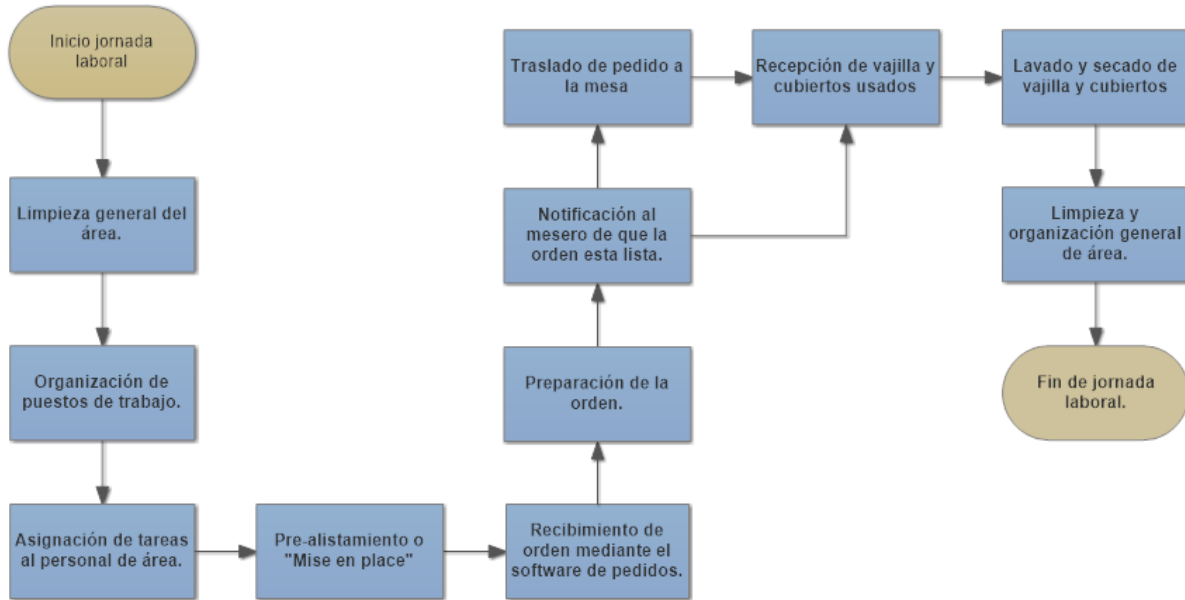 Inicio jornada
laboral
Limpieza general del
área.
Organización de
puestos de trabajo.
Asignación de tareas
al personal de área.
Pre-alistamiento o
"Mise en place"
Recibimiento de
orden mediante el
software de pedidos.
Preparación de la
orden.
Notificación al
mesero de que la
orden esta lista.
Traslado de pedido a
la mesa
Recepción de vajilla y
cubiertos usados
Lavado y secado de
vajilla y cubiertos
Limpieza y
organización general
de área.
Fin de jornada
laboral.